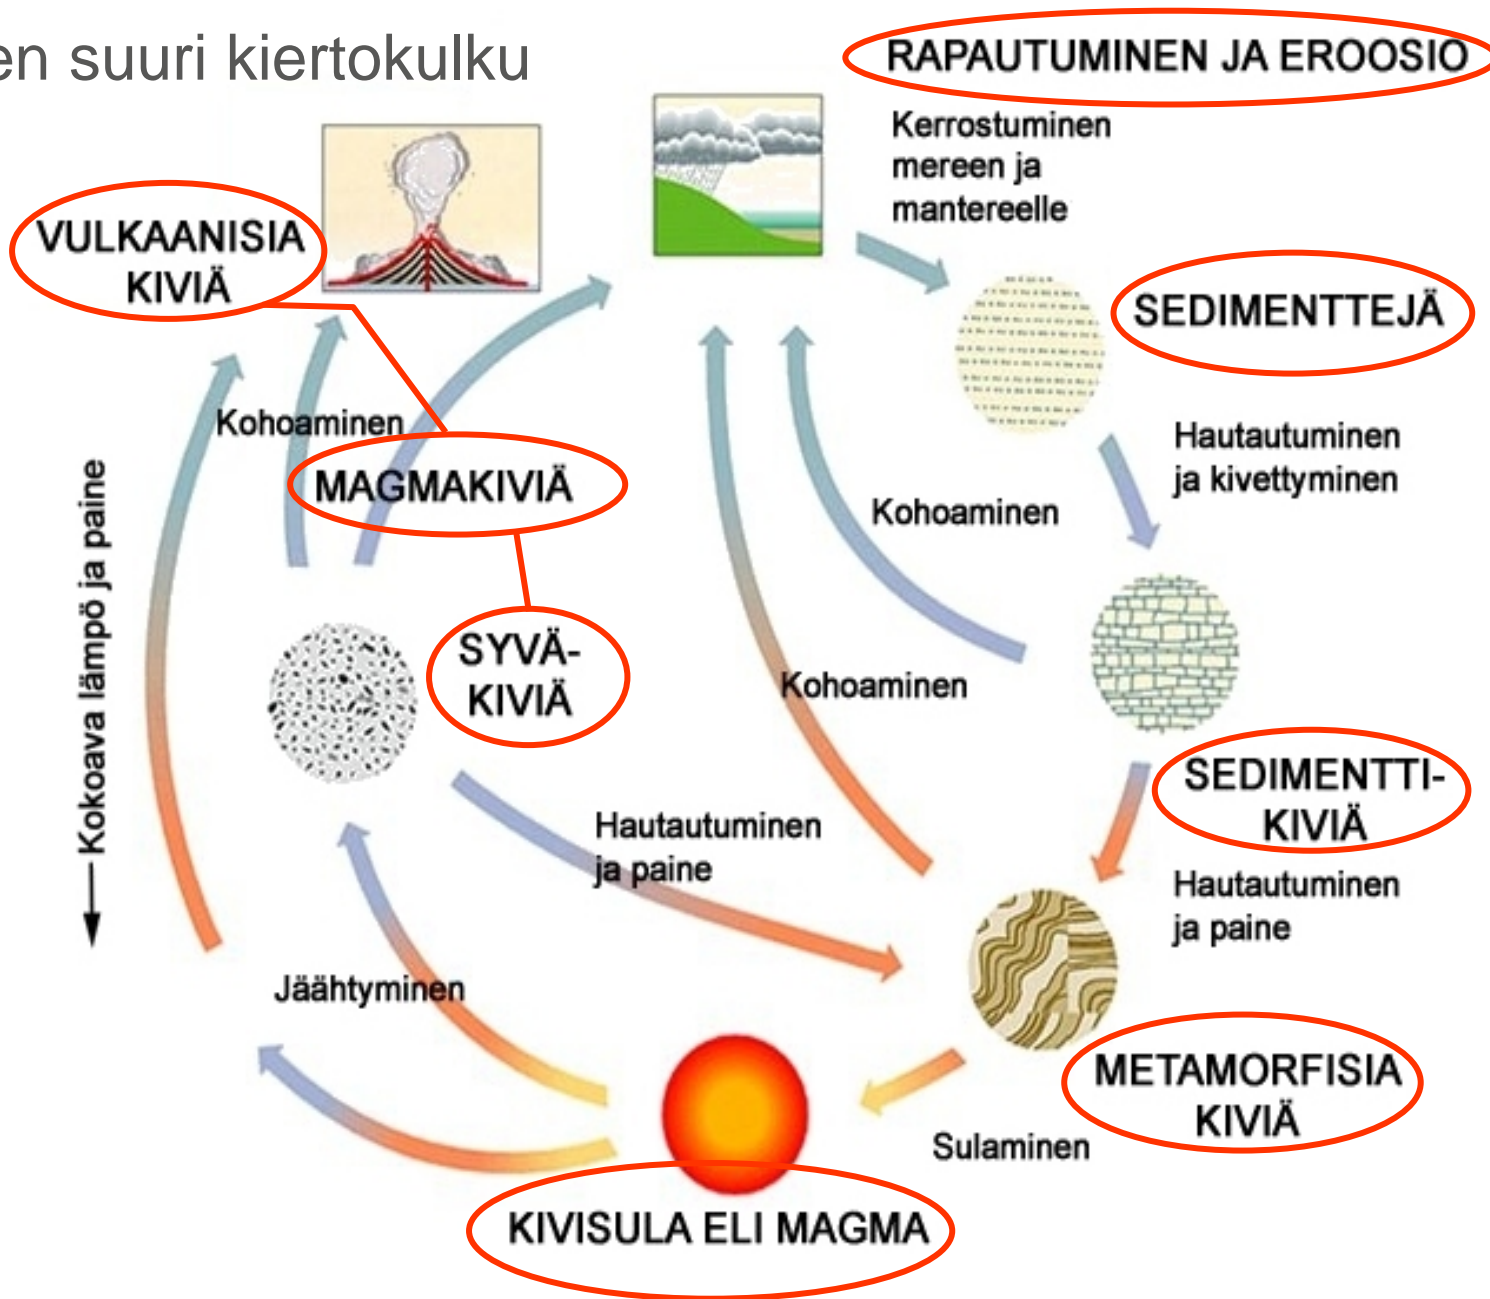 en suuri kiertokulku
RAPAUTUMINEN JA EROOSIO
Kerrostuminen
mereen ja
mantereelle
VULKAANISIA
KIVIÄ
SEDIMENTTEJÄ
Kohoaminen
Hautautuminen
ja kivettyminen
MAGMAKIVIÄ
Kohoaminen
Kokoava lämpö ja paine
SYVÄ-
KIVIÄ
Kohoaminen
SEDIMENTTI-
KIVIÄ
Hautautuminen
ja paine
Hautautuminen
ja paine
Jäähtyminen
METAMORFISIA
KIVIÄ
Sulaminen
KIVISULA ELI MAGMA